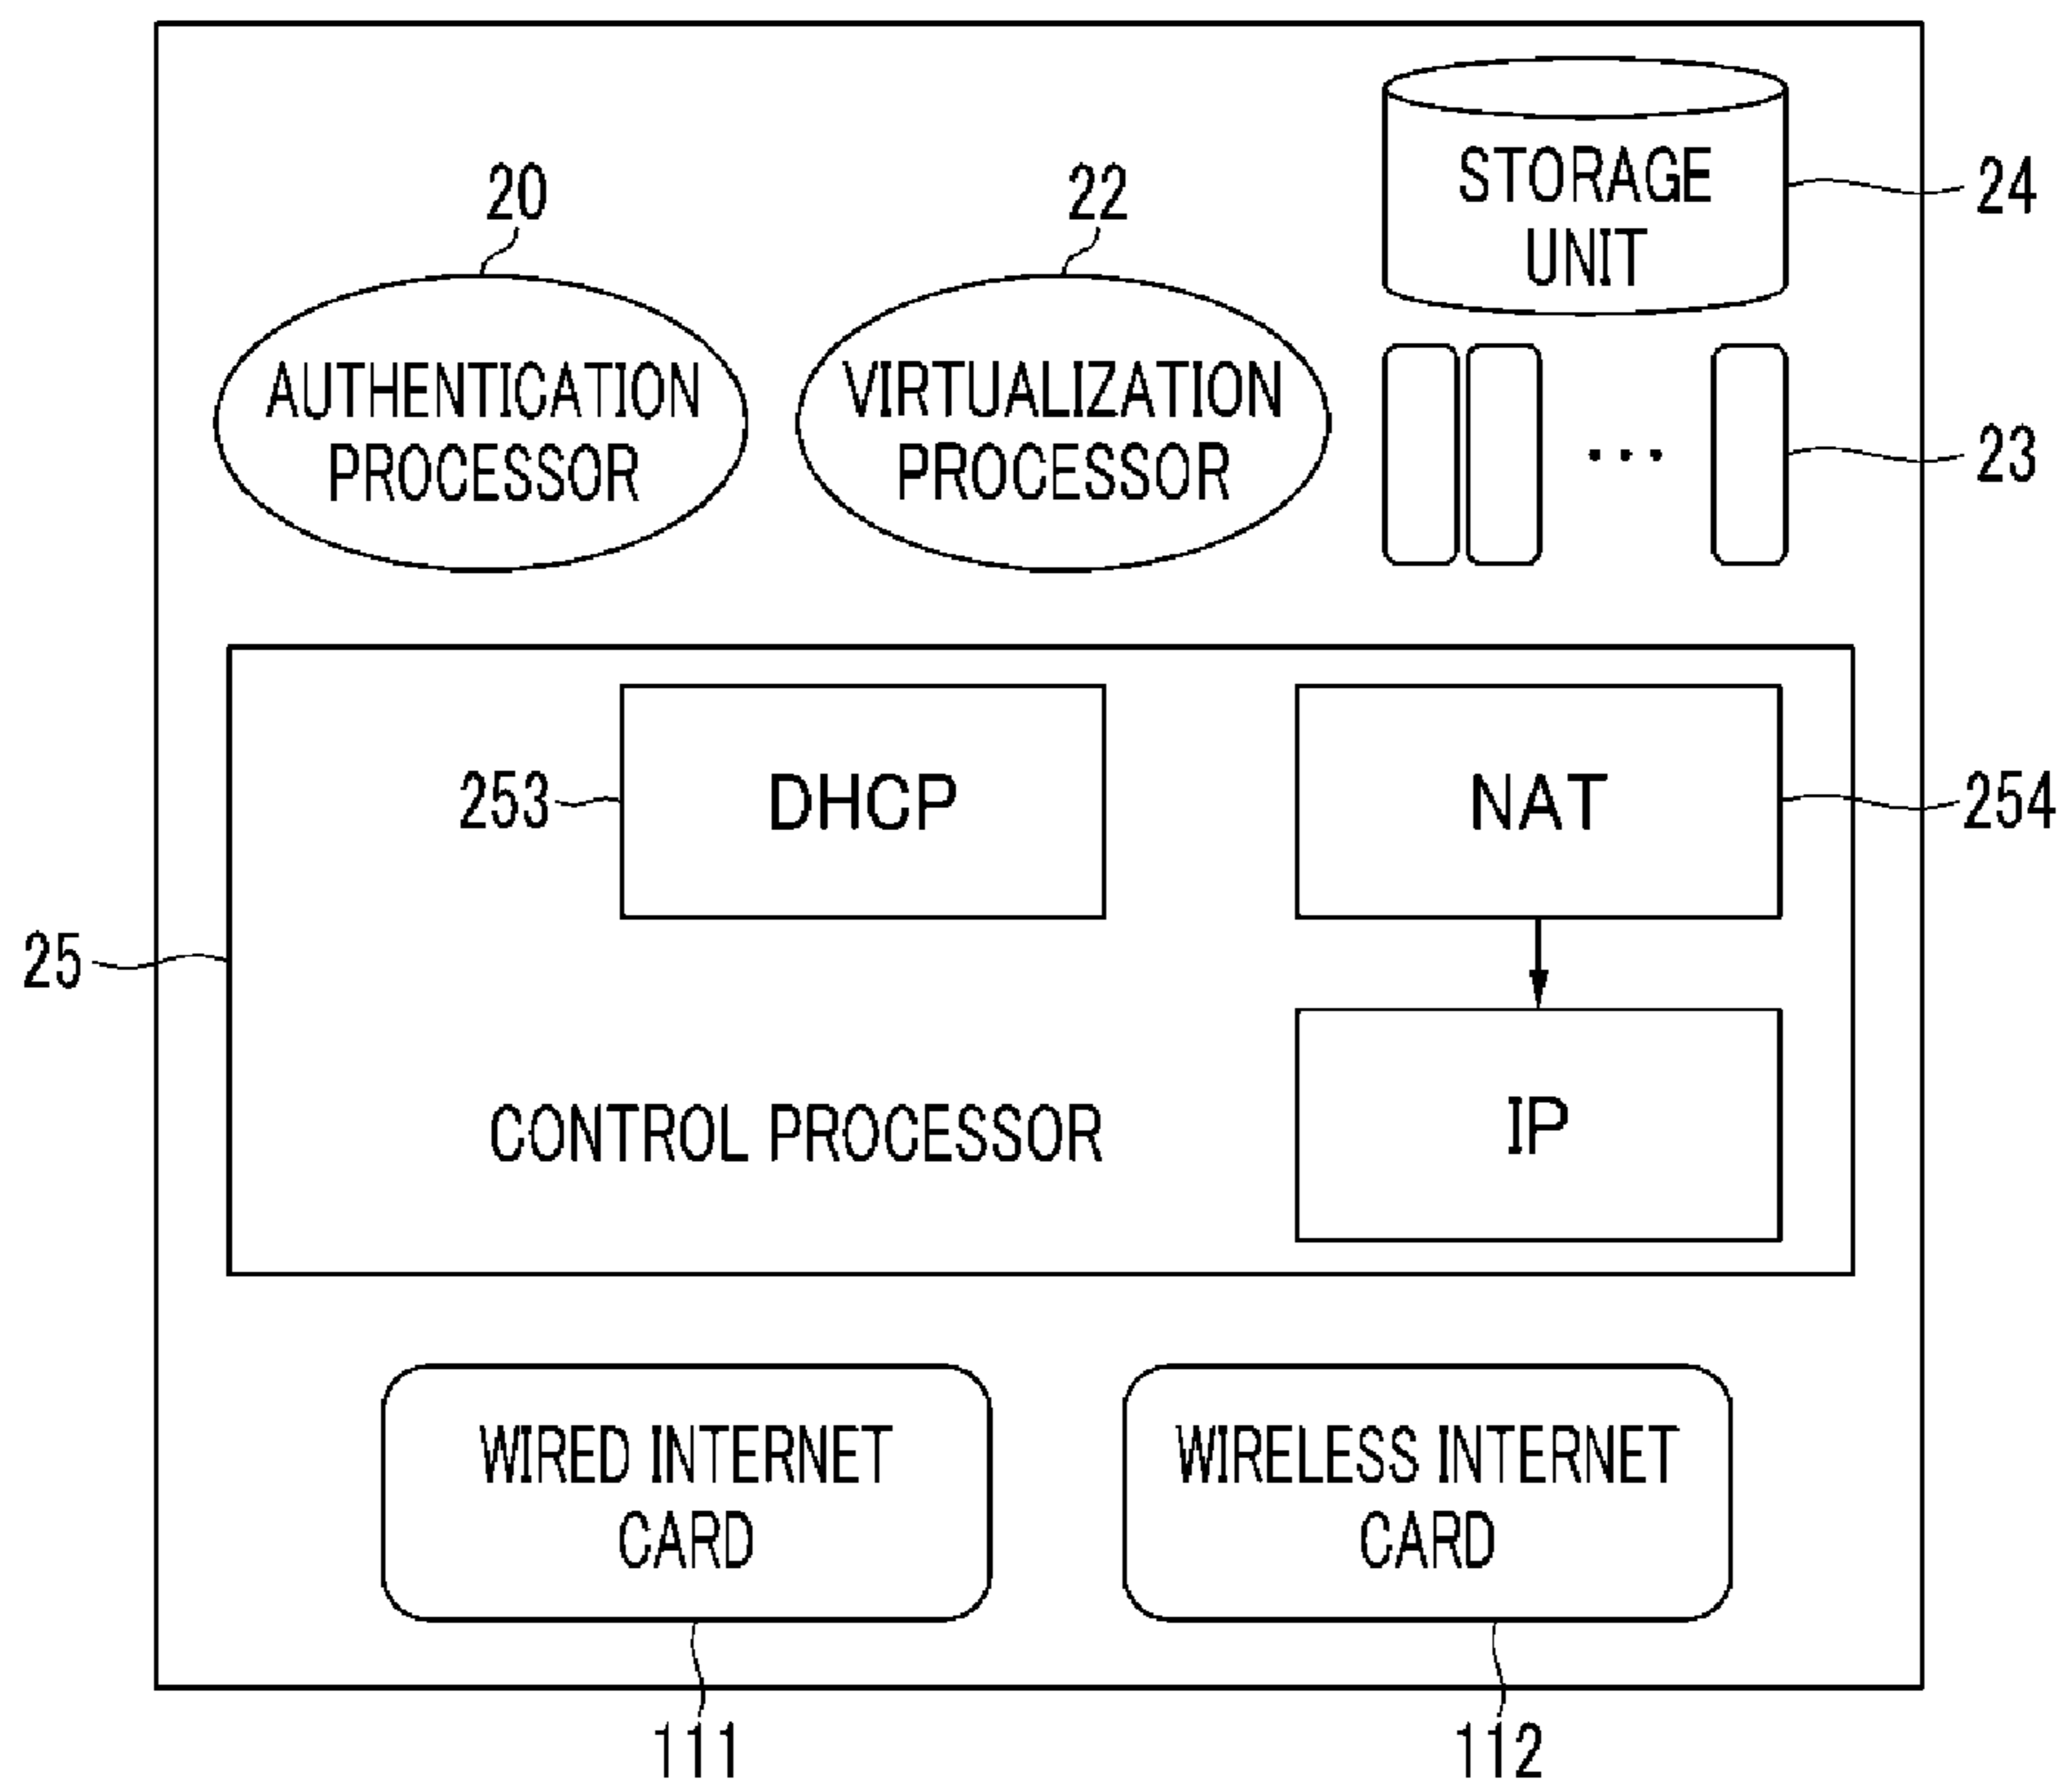 20
22
STORAGE
UNIT
24
AUTHENTICATION
PROCESSOR
VIRTUALIZATION
PROCESSOR
...
23
253
DHCP
NAT
254
25
CONTROL PROCESSOR
IP
WIRED INTERNET
CARD
WIRELESS INTERNET
CARD
111
112